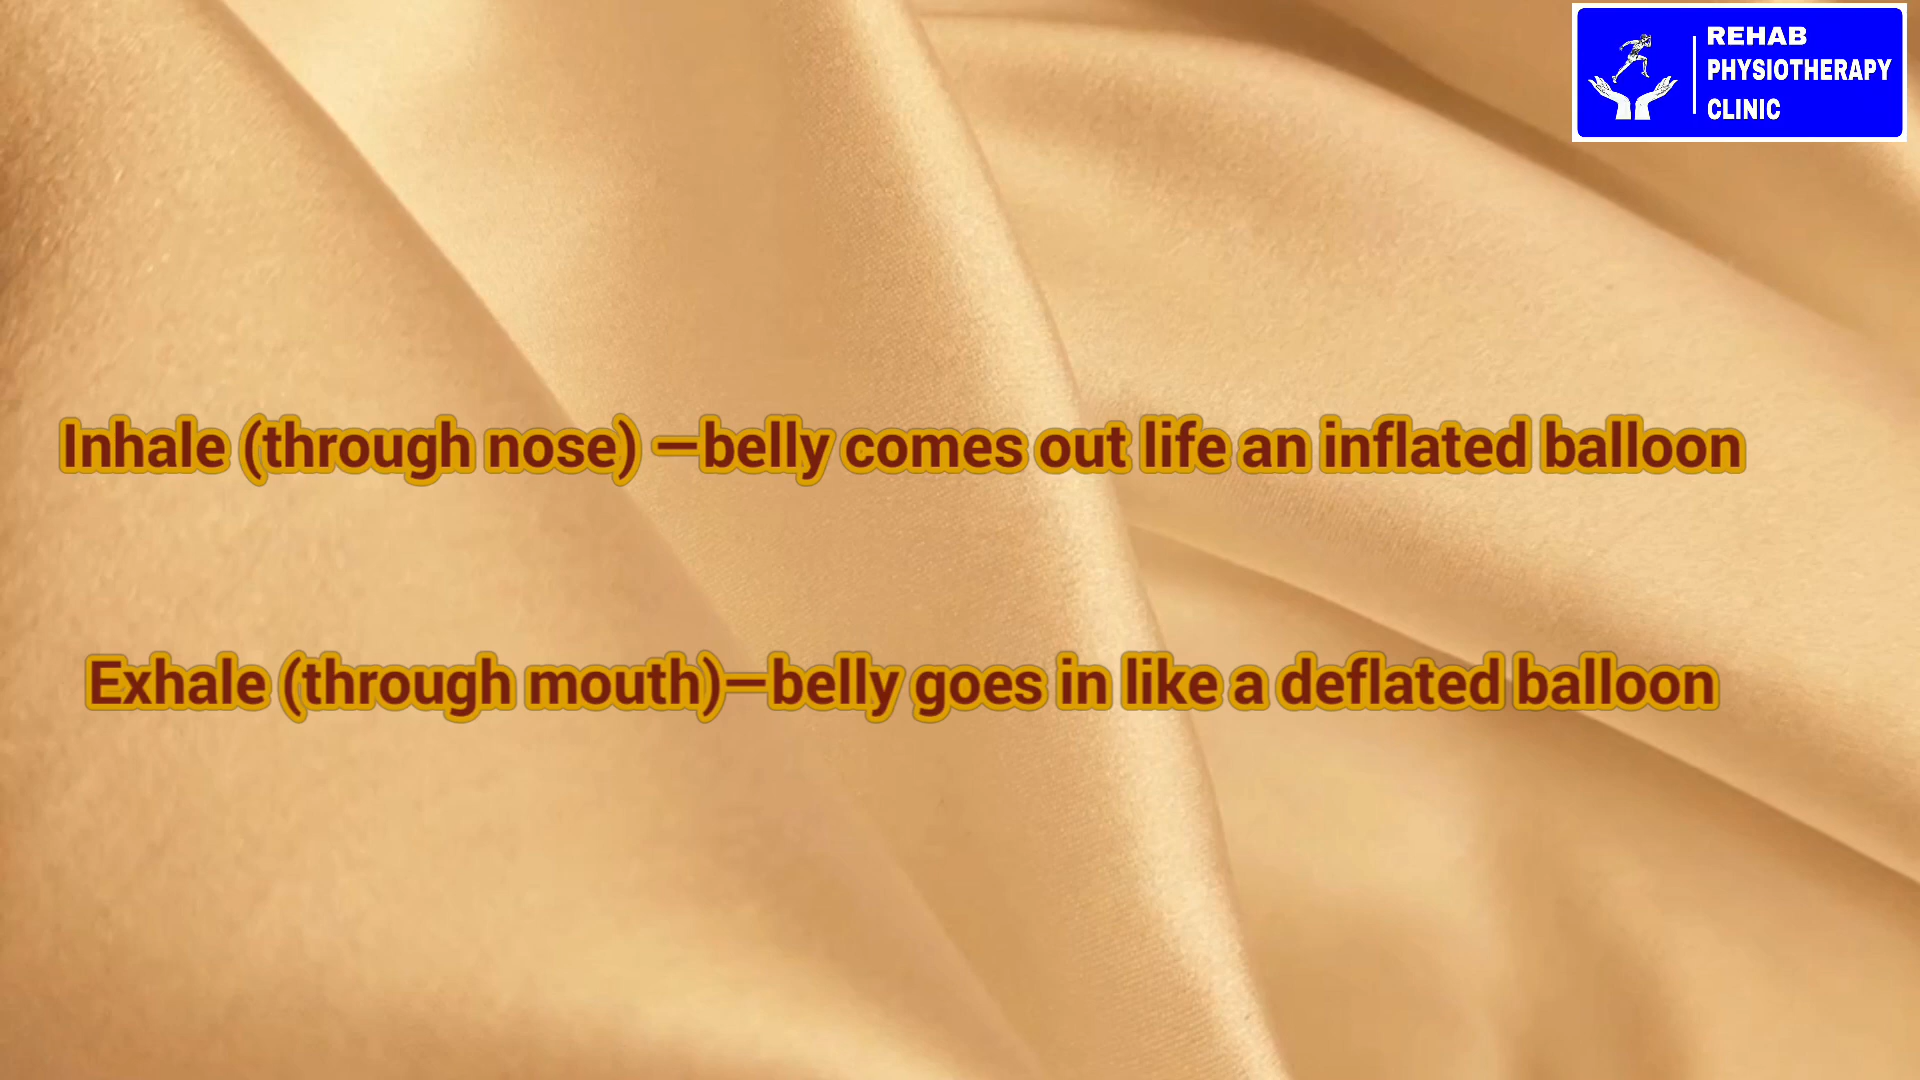 REHAB
PHYSIOTHERAPY
CLINIC
Inhale (through nose) —belly comes out life an inflated balloon
Exhale (through mouth)—belly goes in like a deflated balloon